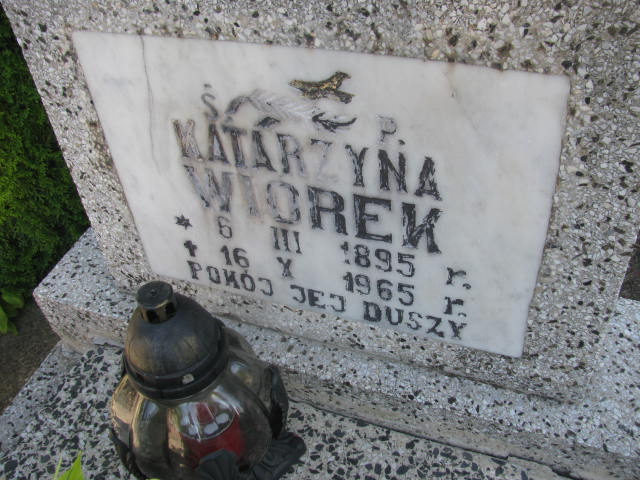 Ś. P.
KATARZYNA
WIOREK
* 6 III 1895 r.
✝ 16 X 1965 r.
POKÓJ JEJ DUSZY